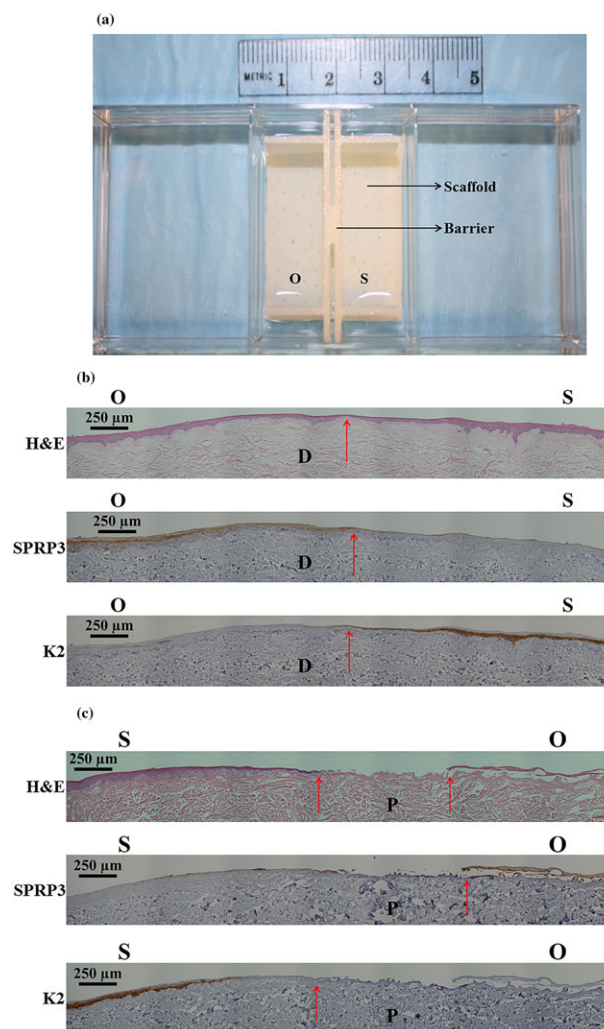 (a)
METRIC 1 2 3 4 5
Scaffold
Barrier
O S
(b)
O S
250 µm
H&E
D
O S
250 µm
SPRP3
D
O S
250 µm
K2
D
(c)
S O
250 µm
H&E
P
S O
250 µm
SPRP3
P
S O
250 µm
K2
P